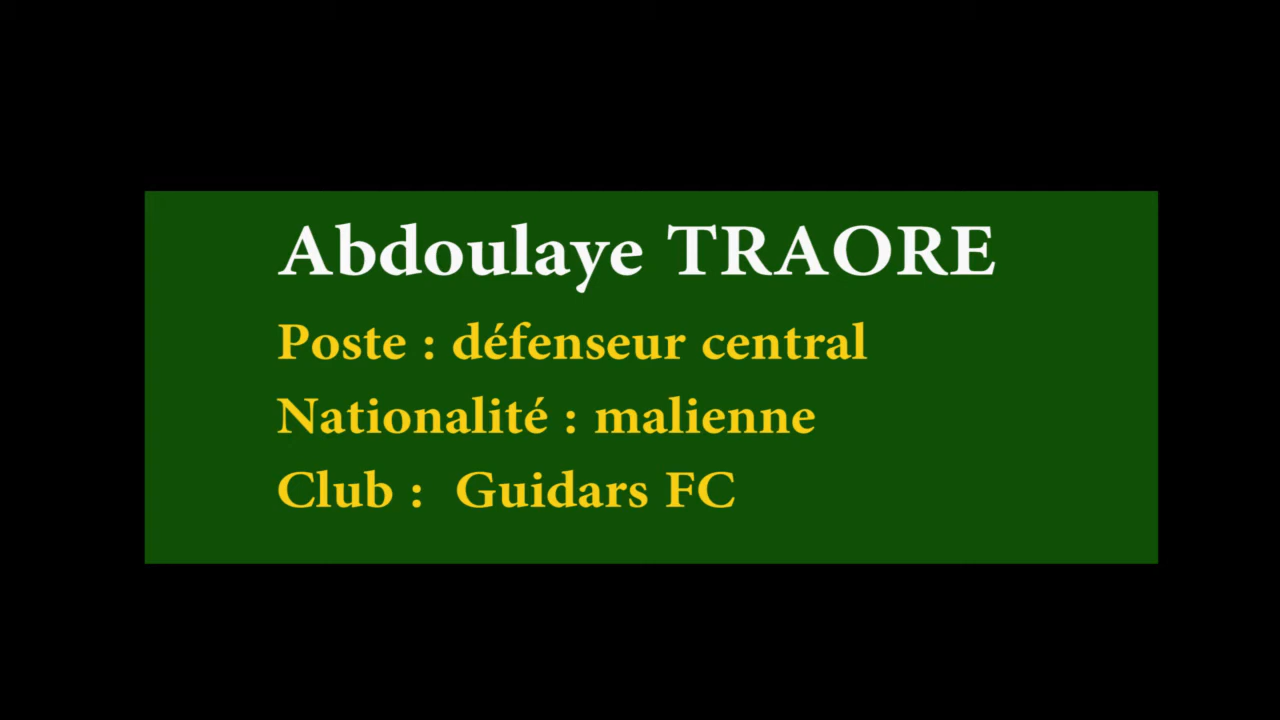 Abdoulaye TRAORE
Poste : défenseur central
Nationalité : malienne
Club : Guidars FC